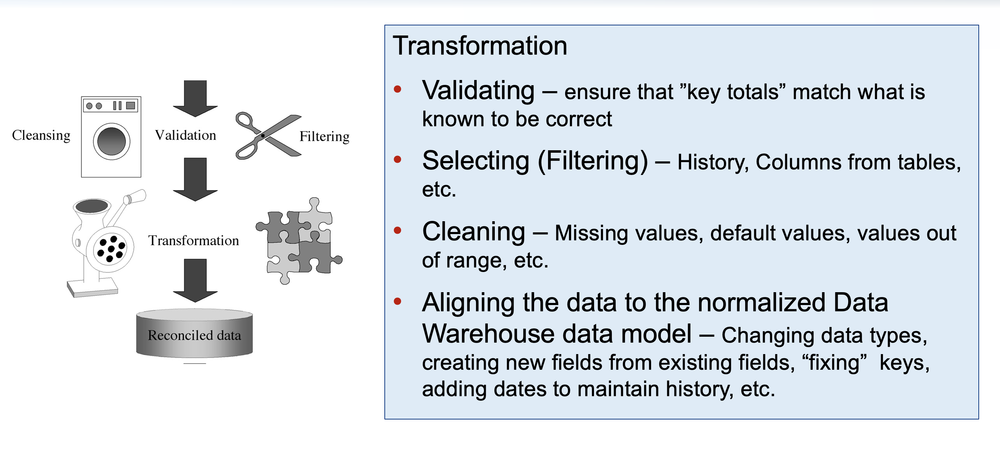 Cleansing
Validation
Filtering
Transformation
Reconciled data
Transformation
• Validating – ensure that ”key totals” match what is
known to be correct
• Selecting (Filtering) – History, Columns from tables,
etc.
• Cleaning – Missing values, default values, values out
of range, etc.
• Aligning the data to the normalized Data
Warehouse data model – Changing data types,
creating new fields from existing fields, “fixing”  keys,
adding dates to maintain history, etc.